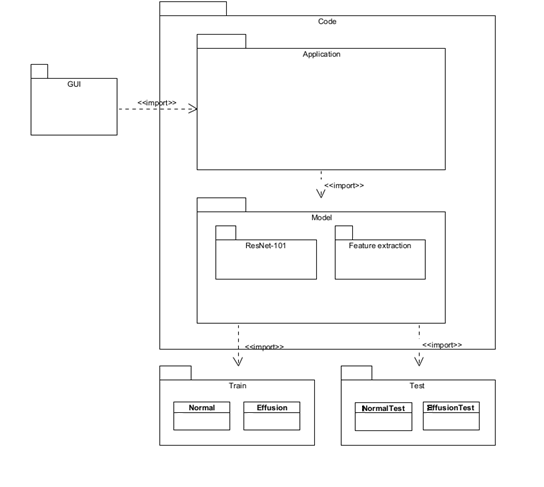 Code
Application
GUI
<<import>>
<<import>>
Model
ResNet-101
Feature extraction
<<import>>
<<import>>
Train
Test
Normal
Effusion
NormalTest
EffusionTest